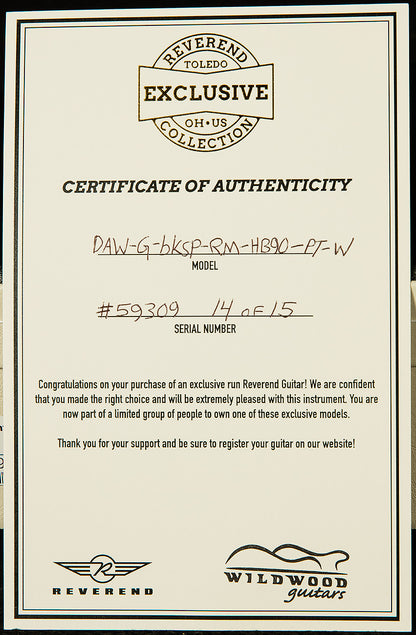 REVEREND
TOLEDO
EXCLUSIVE
OH • US
COLLECTION
CERTIFICATE OF AUTHENTICITY
DAW-G-bKSP-RM-HB90-PT-W
MODEL
#59309 14 OF 15
SERIAL NUMBER
Congratulations on your purchase of an exclusive run Reverend Guitar! We are confident
that you made the right choice and will be extremely pleased with this instrument. You are
now part of a limited group of people to own one of these exclusive models.
Thank you for your support and be sure to register your guitar on our website!
R
REVEREND
WILDWOOD
guitars